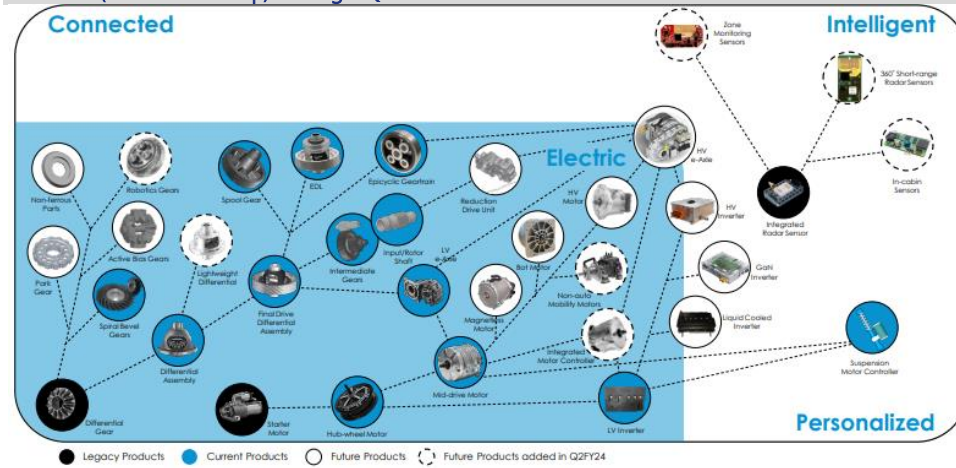 Connected
Intelligent
Electric
Personalized
Zone
Monitoring
Sensors
360° Short-range
Radar Sensors
In-cabin
Sensors
Integrated
Radar Sensor
Non-ferrous
Parts
Robotics Gears
Spool Gear
EDL
Epicyclic Geartrain
Reduction
Drive Unit
HV
Motor
HV
e-Axle
HV
Inverter
Park
Gear
Active Bias Gears
Lightweight
Differential
Intermediate
Gears
Input/Rotor
Shaft
LV
e-Axle
Bat Motor
Non-auto
Mobility Motors
GaN
Inverter
Spiral Bevel
Gears
Final Drive
Differential
Assembly
Magnetless
Motor
Integrated
Motor Controller
Liquid Cooled
Inverter
Differential
Assembly
Mid-drive Motor
Suspension
Motor Controller
Differential
Gear
Starter
Motor
Hub-wheel Motor
LV Inverter
Legacy Products
Current Products
Future Products
Future Products added in Q2FY24